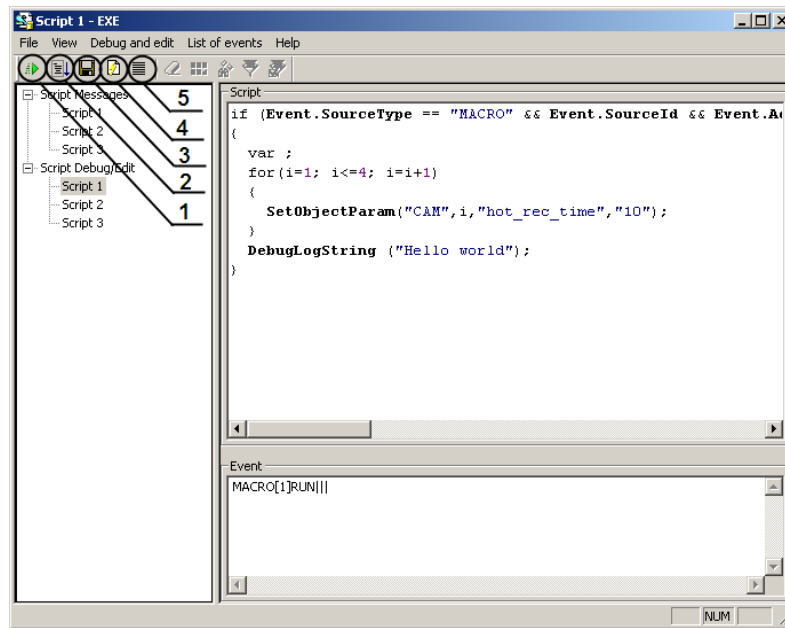 Script 1 - EXE
File View Debug and edit List of events Help
Script Messages
Script 1
Script 2
Script 3
Script Debug/Edit
Script 1
Script 2
Script 3
5
4
3
2
1
Script
if (Event.SourceType == "MACRO" && Event.SourceId && Event.Ac
{
var ;
for(i=1; i<=4; i=i+1)
{
SetObjectParam("CAM",i,"hot_rec_time","10");
}
DebugLogString ("Hello world");
}
Event
MACRO[1]RUN|||
NUM